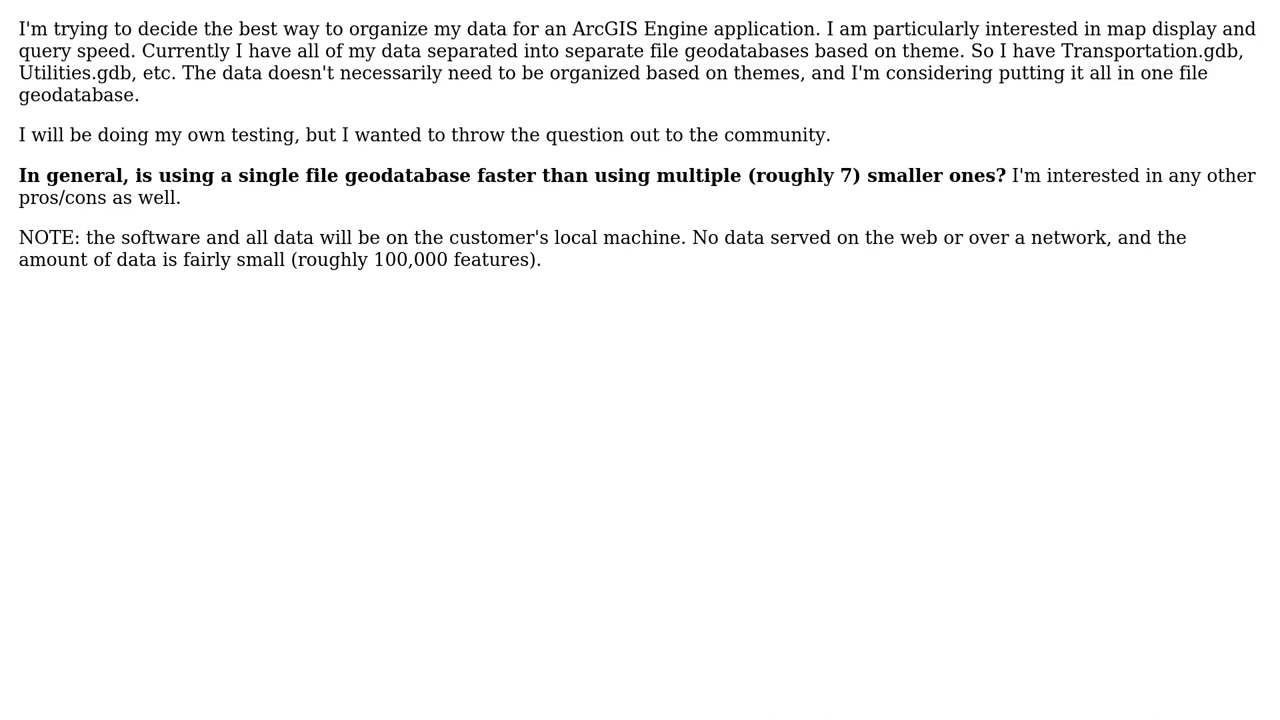 I'm trying to decide the best way to organize my data for an ArcGIS Engine application. I am particularly interested in map display and
query speed. Currently I have all of my data separated into separate file geodatabases based on theme. So I have Transportation.gdb,
Utilities.gdb, etc. The data doesn't necessarily need to be organized based on themes, and I'm considering putting it all in one file
geodatabase.
I will be doing my own testing, but I wanted to throw the question out to the community.
In general, is using a single file geodatabase faster than using multiple (roughly 7) smaller ones? I'm interested in any other
pros/cons as well.
NOTE: the software and all data will be on the customer's local machine. No data served on the web or over a network, and the
amount of data is fairly small (roughly 100,000 features).